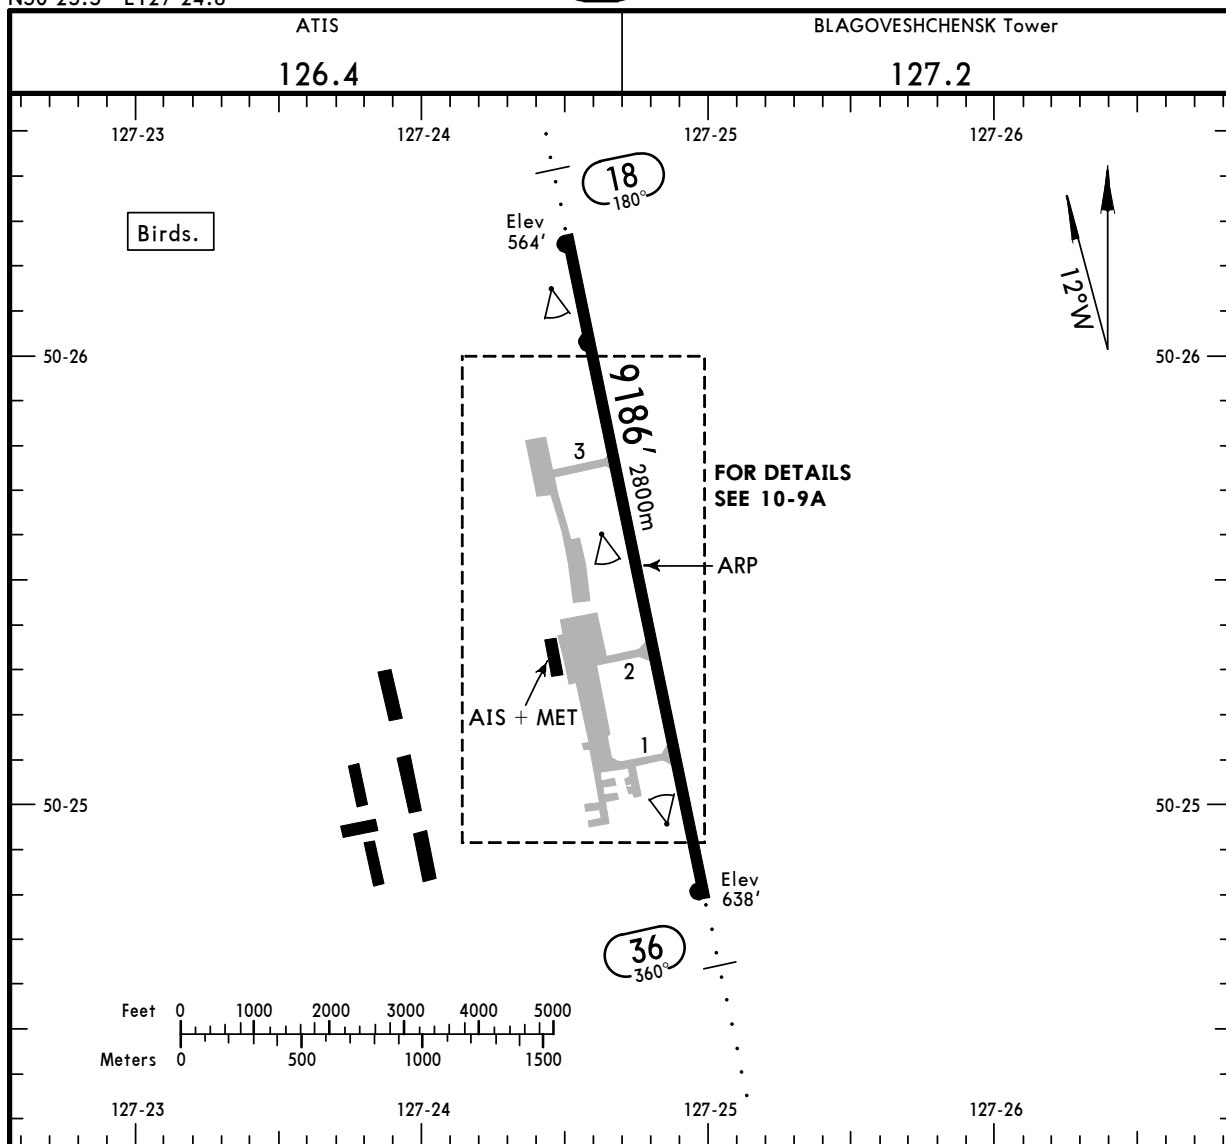 ATIS
126.4
BLAGOVESHCHENSK Tower
127.2
127-23
127-24
127-25
127-26
18
180°
Birds.
Elev
564'
12°W
50-26
50-26
9186'
2800m
3
FOR DETAILS
SEE 10-9A
ARP
2
AIS + MET
1
50-25
50-25
Elev
638'
36
360°
Feet 0 1000 2000 3000 4000 5000
Meters 0 500 1000 1500
127-23
127-24
127-25
127-26